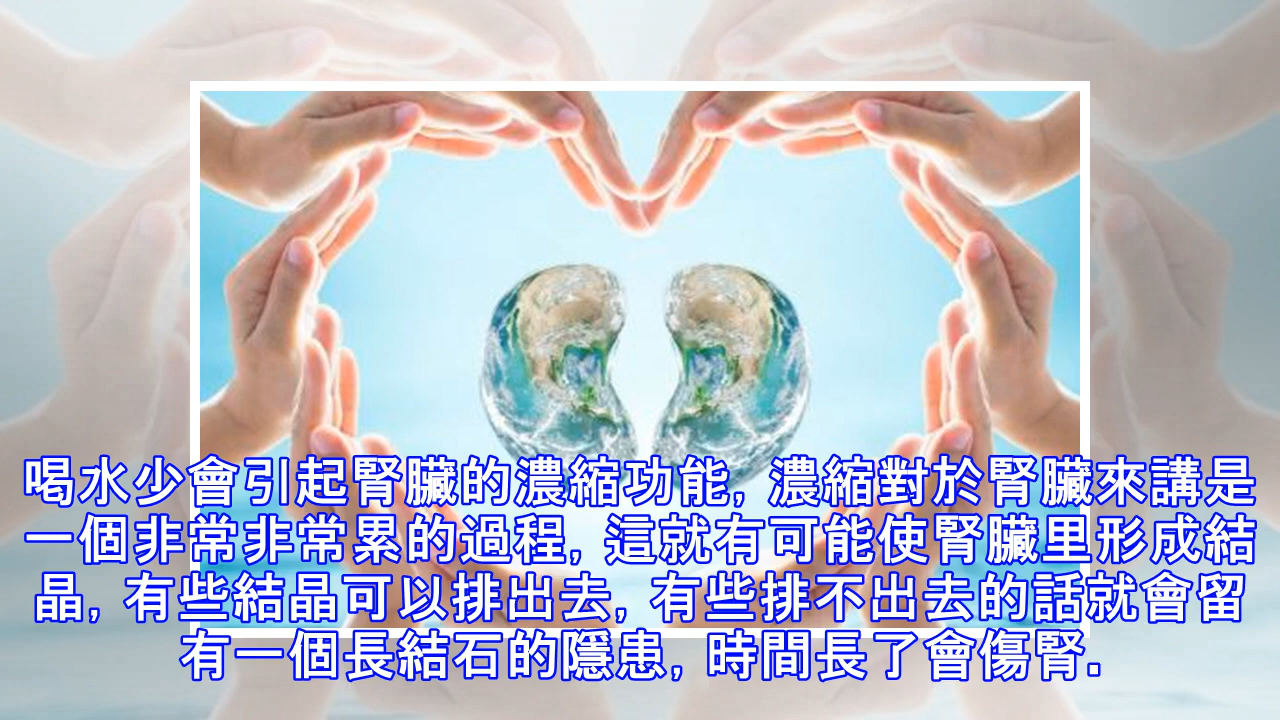 喝水少會引起腎臟的濃縮功能, 濃縮對於腎臟來講是
一個非常非常累的過程, 這就有可能使腎臟里形成結
晶, 有些結晶可以排出去, 有些排不出去的話就會留
有一個長結石的隱患, 時間長了會傷腎.